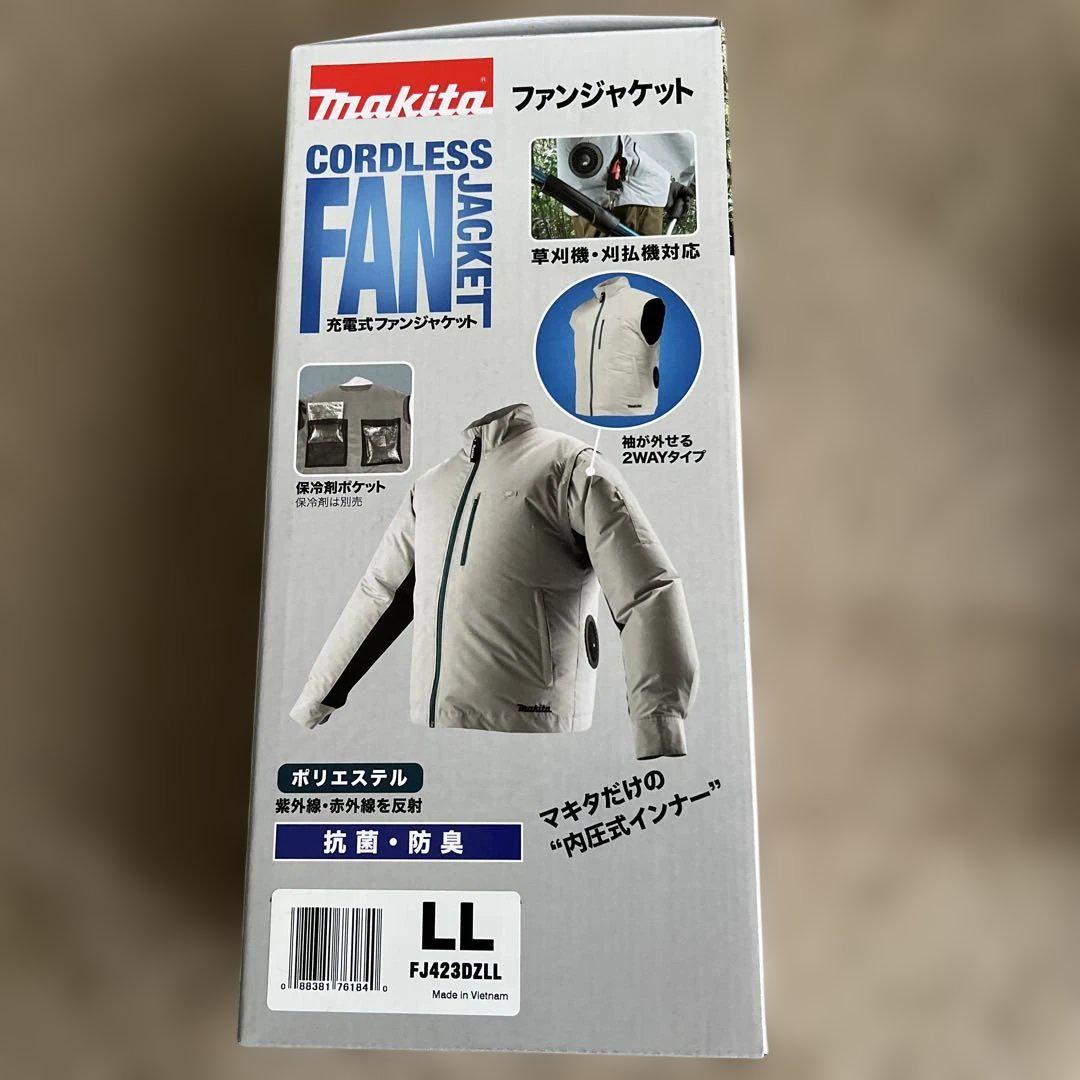 makita
ファンジャケット
CORDLESS
FAN
JACKET
充電式ファンジャケット
草刈機・刈払機対応
袖が外せる
2WAYタイプ
保冷剤ポケット
保冷剤は別売
makita
makita
ポリエステル
紫外線・赤外線を反射
抗菌・防臭
マキタだけの
“内圧式インナー”
LL
FJ423DZLL
Made in Vietnam
0 88381 76184 0